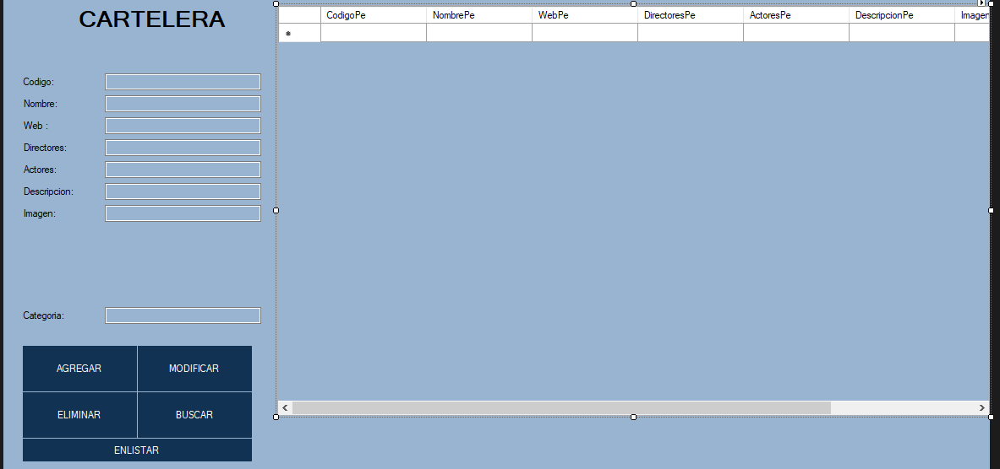 CARTELERA
Codigo:
Nombre:
Web :
Directores:
Actores:
Descripcion:
Imagen:
Categoria:
AGREGAR MODIFICAR
ELIMINAR BUSCAR
ENLISTAR
CodigoPe NombrePe WebPe DirectoresPe ActoresPe DescripcionPe Imagen